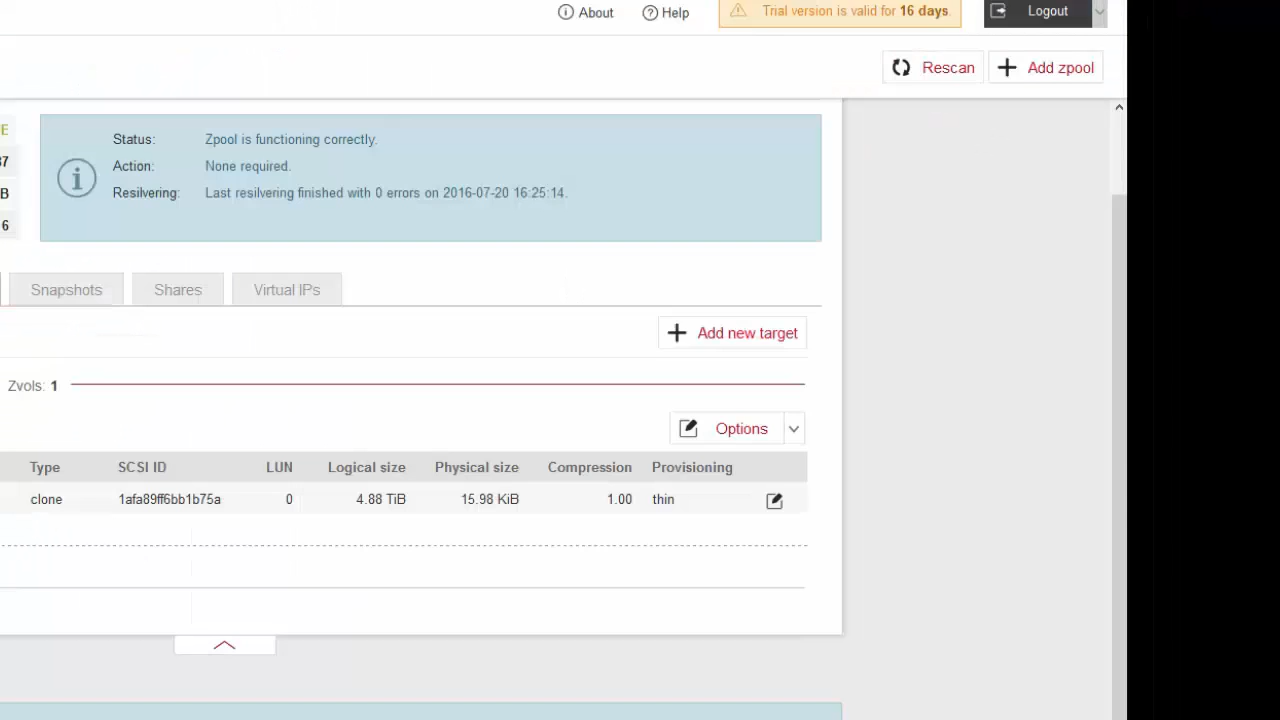 About Help Trial version is valid for 16 days. Logout
Rescan Add zpool
E
Status: Zpool is functioning correctly.
37
Action: None required.
B
Resilvering: Last resilvering finished with 0 errors on 2016-07-20 16:25:14.
6
Snapshots Shares Virtual IPs
Add new target
Zvols: 1
Options
Type SCSI ID LUN Logical size Physical size Compression Provisioning
clone 1afa89ff6bb1b75a 0 4.88 TiB 15.98 KiB 1.00 thin